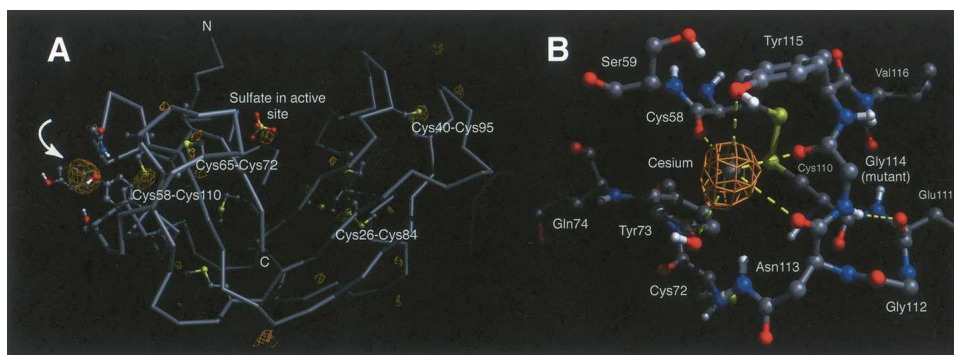 A
N
Sulfate in active
site
Cys40-Cys95
Cys65-Cys72
Cys58-Cys110
Cys26-Cys84
C
B
Tyr115
Ser59
Val116
Cys58
Cesium
Cys110
Gly114
(mutant)
Glu111
Gln74
Tyr73
Asn113
Cys72
Gly112